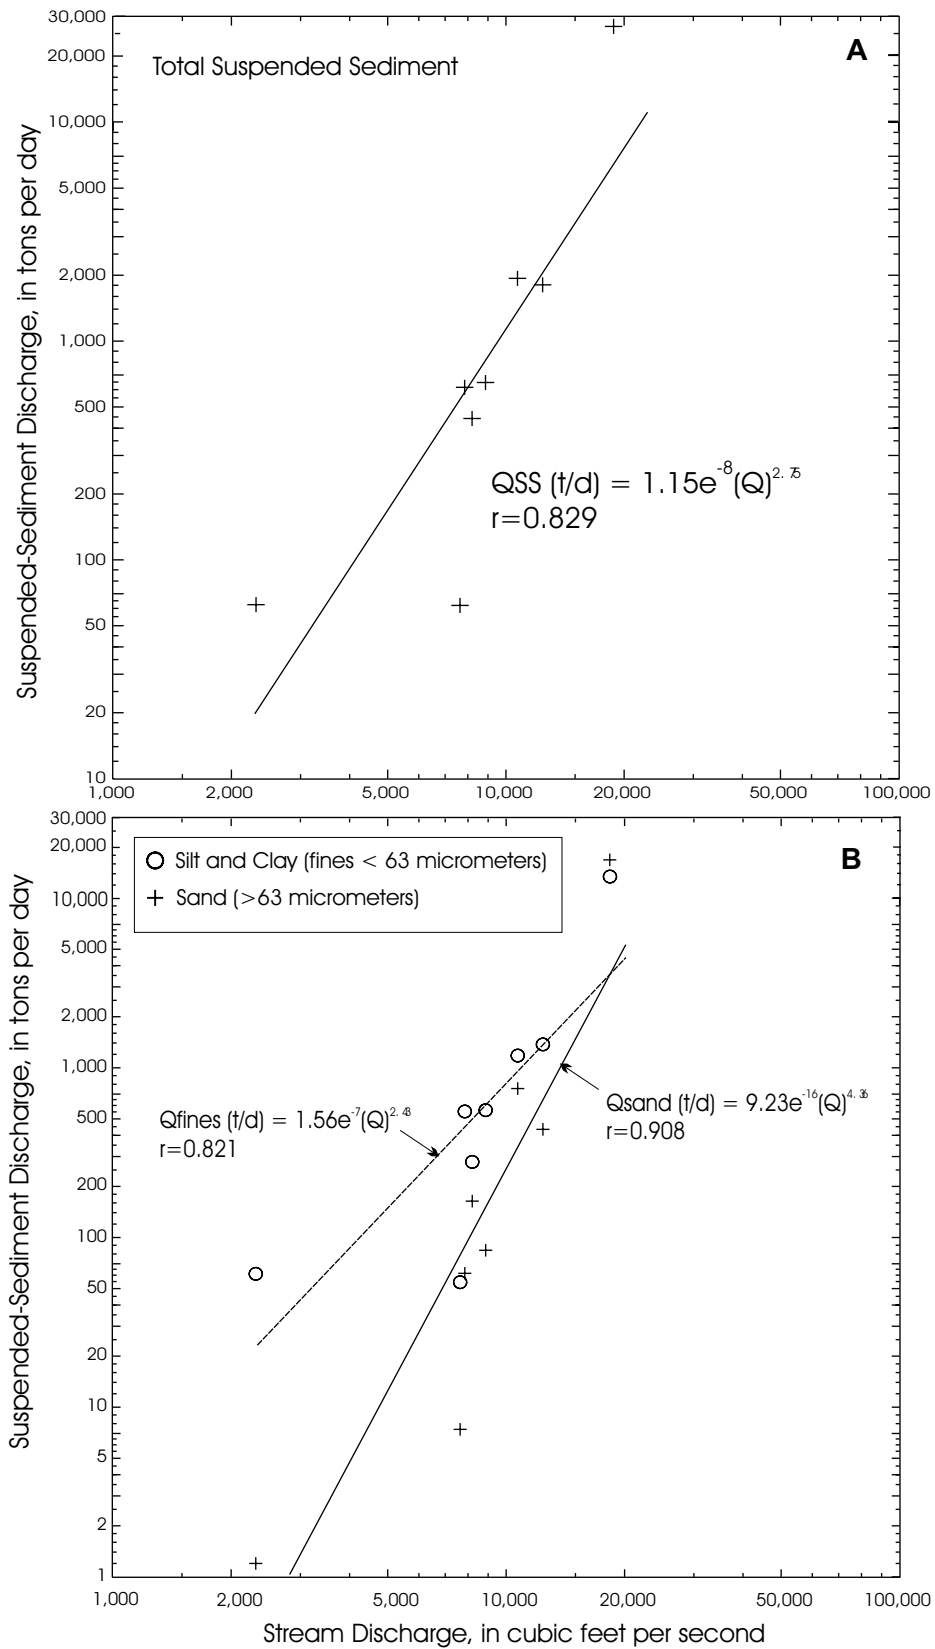 30,000
A
20,000
Total Suspended Sediment
10,000
5,000
2,000
1,000
500
200
100
50
20
10
Suspended-Sediment Discharge, in tons per day
QSS (t/d) = 1.15e-8(Q)2.75
r=0.829
1,000 2,000 5,000 10,000 20,000 50,000 100,000
30,000
B
20,000
Silt and Clay (fines < 63 micrometers)
Sand (>63 micrometers)
10,000
5,000
2,000
1,000
500
200
100
50
20
10
5
2
1
Suspended-Sediment Discharge, in tons per day
Qfines (t/d) = 1.56e-7(Q)2.43
r=0.821
Qsand (t/d) = 9.23e-16(Q)4.36
r=0.908
1,000 2,000 5,000 10,000 20,000 50,000 100,000
Stream Discharge, in cubic feet per second